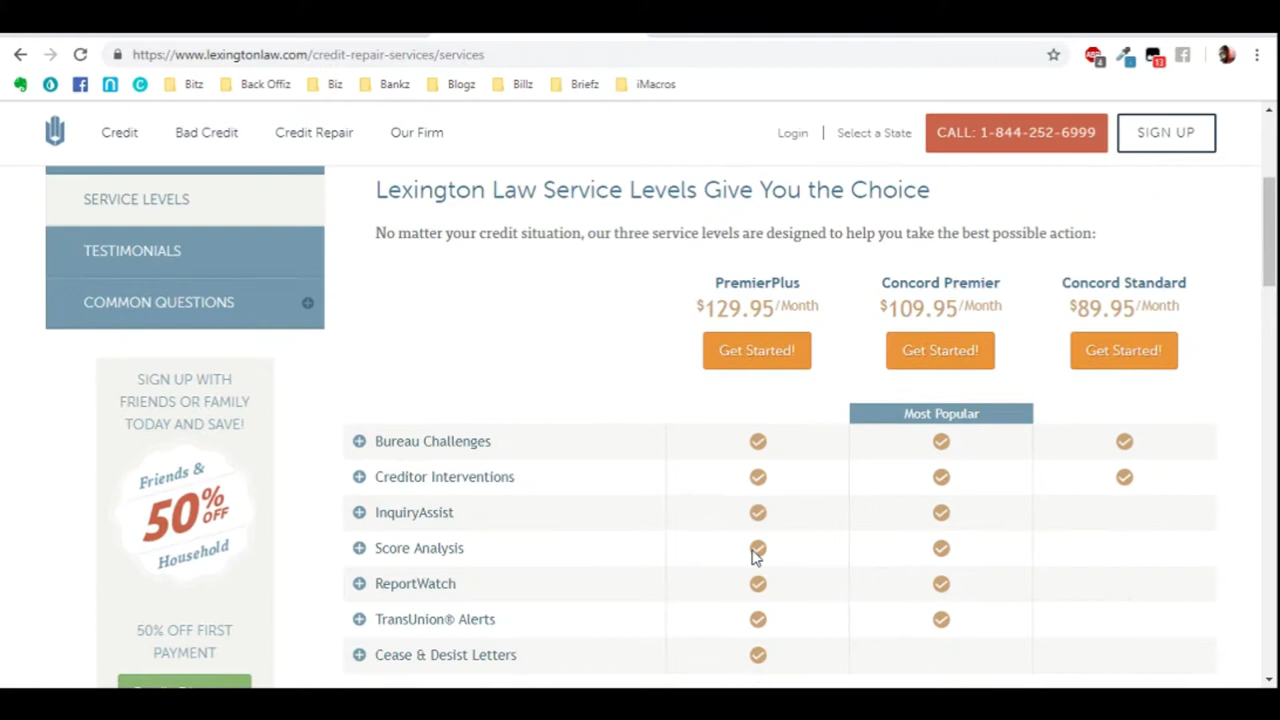 https://www.lexingtonlaw.com/credit-repair-services/services
Bitz Back Offiz Biz Bankz Blogz Billz Briefz iMacros
4 13
Credit Bad Credit Credit Repair Our Firm Login | Select a State CALL: 1-844-252-6999 SIGN UP
SERVICE LEVELS
TESTIMONIALS
COMMON QUESTIONS
SIGN UP WITH
FRIENDS OR FAMILY
TODAY AND SAVE!
Friends &
50% OFF
Household
50% OFF FIRST
PAYMENT
Lexington Law Service Levels Give You the Choice
No matter your credit situation, our three service levels are designed to help you take the best possible action:
PremierPlus Concord Premier Concord Standard
$129.95/Month $109.95/Month $89.95/Month
Get Started! Get Started! Get Started!
Most Popular
Bureau Challenges
Creditor Interventions
InquiryAssist
Score Analysis
ReportWatch
TransUnion® Alerts
Cease & Desist Letters